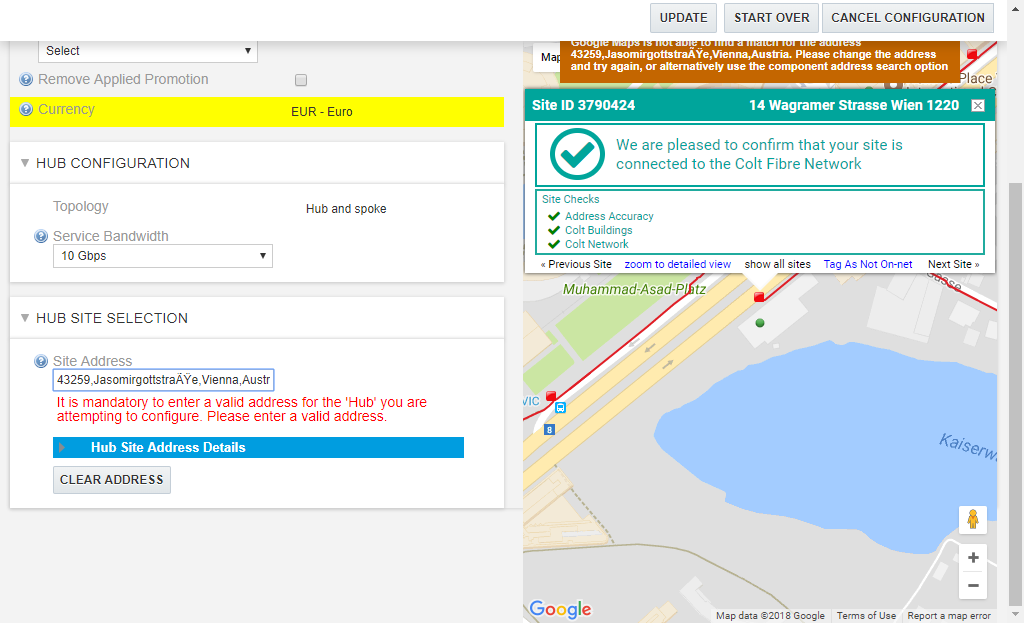 UPDATE
START OVER
CANCEL CONFIGURATION
Select
Remove Applied Promotion
Currency
EUR - Euro
HUB CONFIGURATION
Topology
Hub and spoke
Service Bandwidth
10 Gbps
HUB SITE SELECTION
Site Address
43259,JasomirgottstraÃŸe,Vienna,Austr
It is mandatory to enter a valid address for the 'Hub' you are
attempting to configure. Please enter a valid address.
Hub Site Address Details
CLEAR ADDRESS
Map
Google Maps is not able to find a match for the address
43259,JasomirgottstraÃŸe,Vienna,Austria. Please change the address
and try again, or alternatively use the component address search option
Place
Site ID 3790424
14 Wagramer Strasse Wien 1220
We are pleased to confirm that your site is
connected to the Colt Fibre Network
Site Checks
Address Accuracy
Colt Buildings
Colt Network
« Previous Site
zoom to detailed view
show all sites
Tag As Not On-net
Next Site »
Muhammad-Asad-Platz
VIC
8
Kaiserw
Google
Map data ©2018 Google
Terms of Use
Report a map error